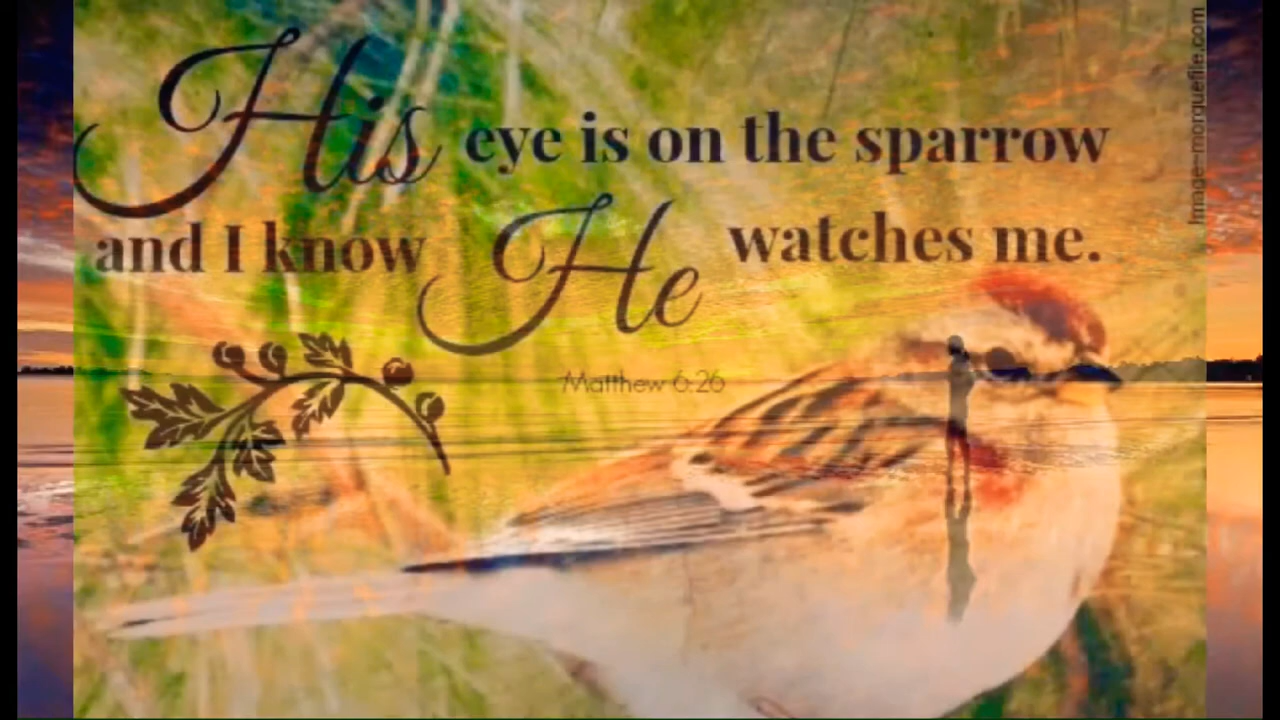 His eye is on the sparrow
and I know He watches me.
Matthew 6:26
Image-morguefile.com